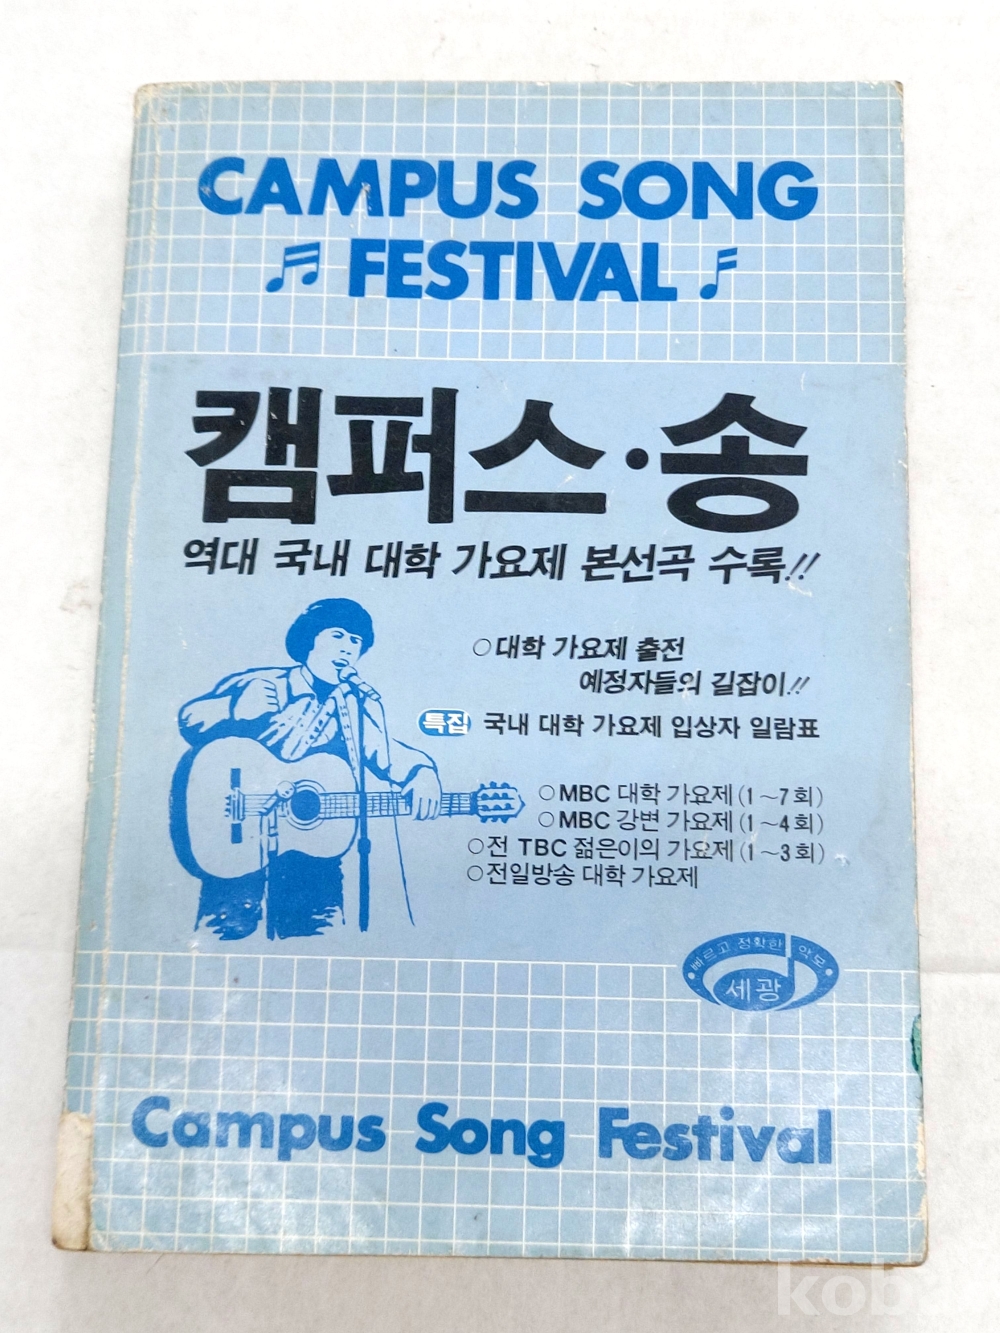 CAMPUS SONG
FESTIVAL
캠퍼스·송
역대 국내 대학 가요제 본선곡 수록!!
○대학 가요제 출전
예정자들의 길잡이!!
특집 국내 대학 가요제 입상자 일람표
○MBC 대학 가요제(1~7회)
○MBC 강변 가요제(1~4회)
○전 TBC 젊은이의 가요제(1~3회)
○전일방송 대학 가요제
•빠르고 정확한 악보•
세광
Campus Song Festival